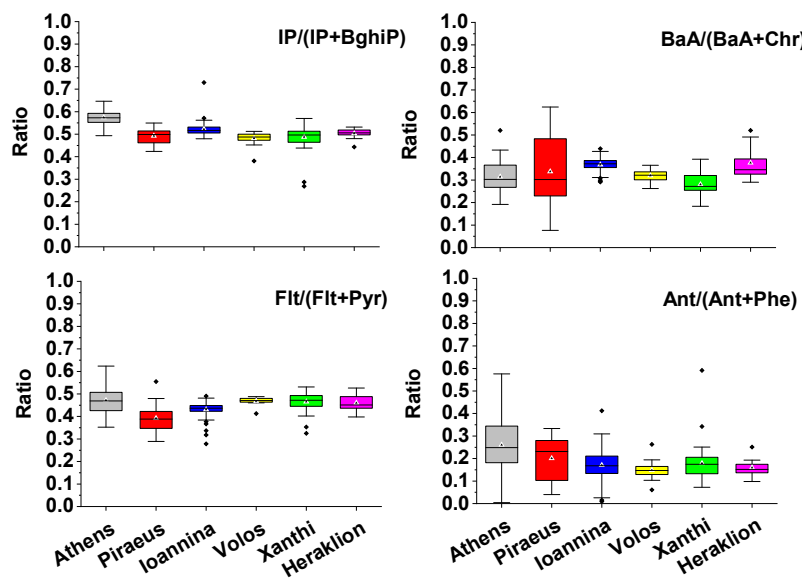 IP/(IP+BghiP)
Ratio
1.0
0.9
0.8
0.7
0.6
0.5
0.4
0.3
0.2
0.1
0.0
BaA/(BaA+Chr)
Ratio
1.0
0.9
0.8
0.7
0.6
0.5
0.4
0.3
0.2
0.1
0.0
Flt/(Flt+Pyr)
Ratio
1.0
0.9
0.8
0.7
0.6
0.5
0.4
0.3
0.2
0.1
0.0
Athens
Piraeus
Ioannina
Volos
Xanthi
Heraklion
Ant/(Ant+Phe)
Ratio
1.0
0.9
0.8
0.7
0.6
0.5
0.4
0.3
0.2
0.1
0.0
Athens
Piraeus
Ioannina
Volos
Xanthi
Heraklion